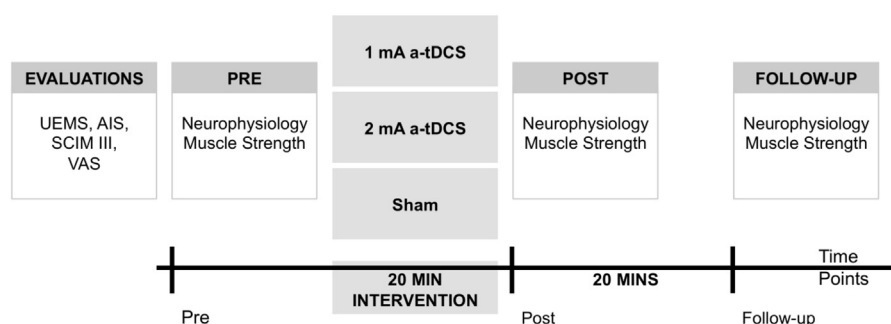 1 mA a-tDCS
EVALUATIONS
PRE
POST
FOLLOW-UP
UEMS, AIS,
SCIM III,
VAS
Neurophysiology
Muscle Strength
2 mA a-tDCS
Neurophysiology
Muscle Strength
Neurophysiology
Muscle Strength
Sham
Time
Points
20 MIN
INTERVENTION
20 MINS
Pre
Post
Follow-up